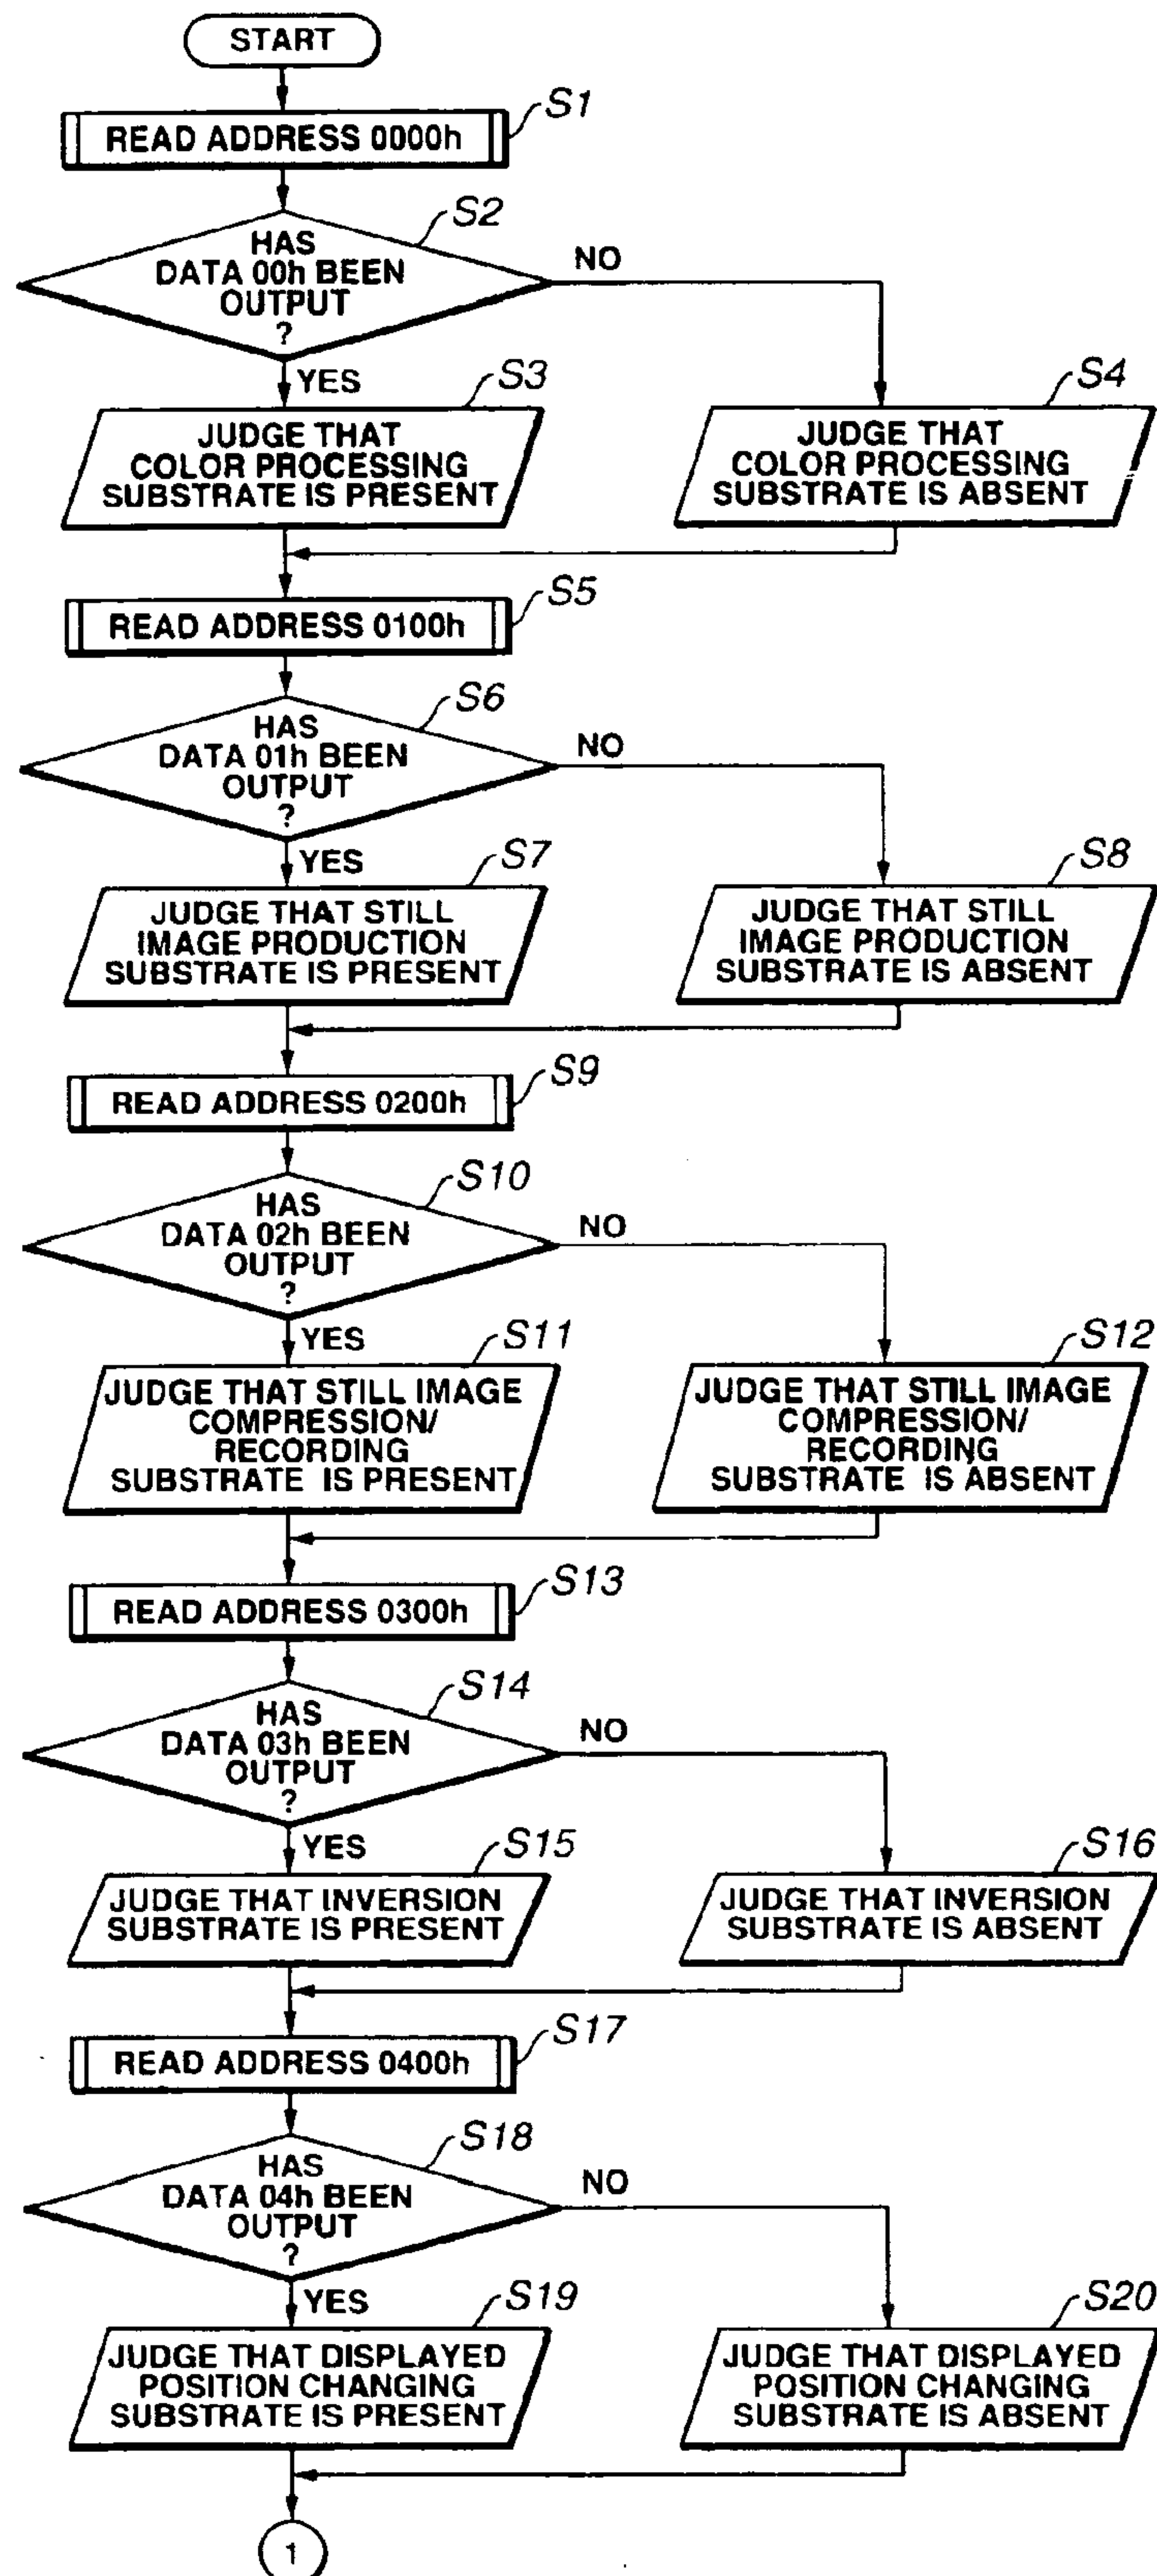 START
READ ADDRESS 0000h
S1
S2
HAS
DATA 00h BEEN
OUTPUT
?
NO
YES
S3
JUDGE THAT
COLOR PROCESSING
SUBSTRATE IS PRESENT
S4
JUDGE THAT
COLOR PROCESSING
SUBSTRATE IS ABSENT
READ ADDRESS 0100h
S5
S6
HAS
DATA 01h BEEN
OUTPUT
?
NO
YES
S7
JUDGE THAT STILL
IMAGE PRODUCTION
SUBSTRATE IS PRESENT
S8
JUDGE THAT STILL
IMAGE PRODUCTION
SUBSTRATE IS ABSENT
READ ADDRESS 0200h
S9
S10
HAS
DATA 02h BEEN
OUTPUT
?
NO
YES
S11
JUDGE THAT STILL IMAGE
COMPRESSION/
RECORDING
SUBSTRATE IS PRESENT
S12
JUDGE THAT STILL IMAGE
COMPRESSION/
RECORDING
SUBSTRATE IS ABSENT
READ ADDRESS 0300h
S13
S14
HAS
DATA 03h BEEN
OUTPUT
?
NO
YES
S15
JUDGE THAT INVERSION
SUBSTRATE IS PRESENT
S16
JUDGE THAT INVERSION
SUBSTRATE IS ABSENT
READ ADDRESS 0400h
S17
S18
HAS
DATA 04h BEEN
OUTPUT
?
NO
YES
S19
JUDGE THAT DISPLAYED
POSITION CHANGING
SUBSTRATE IS PRESENT
S20
JUDGE THAT DISPLAYED
POSITION CHANGING
SUBSTRATE IS ABSENT
1